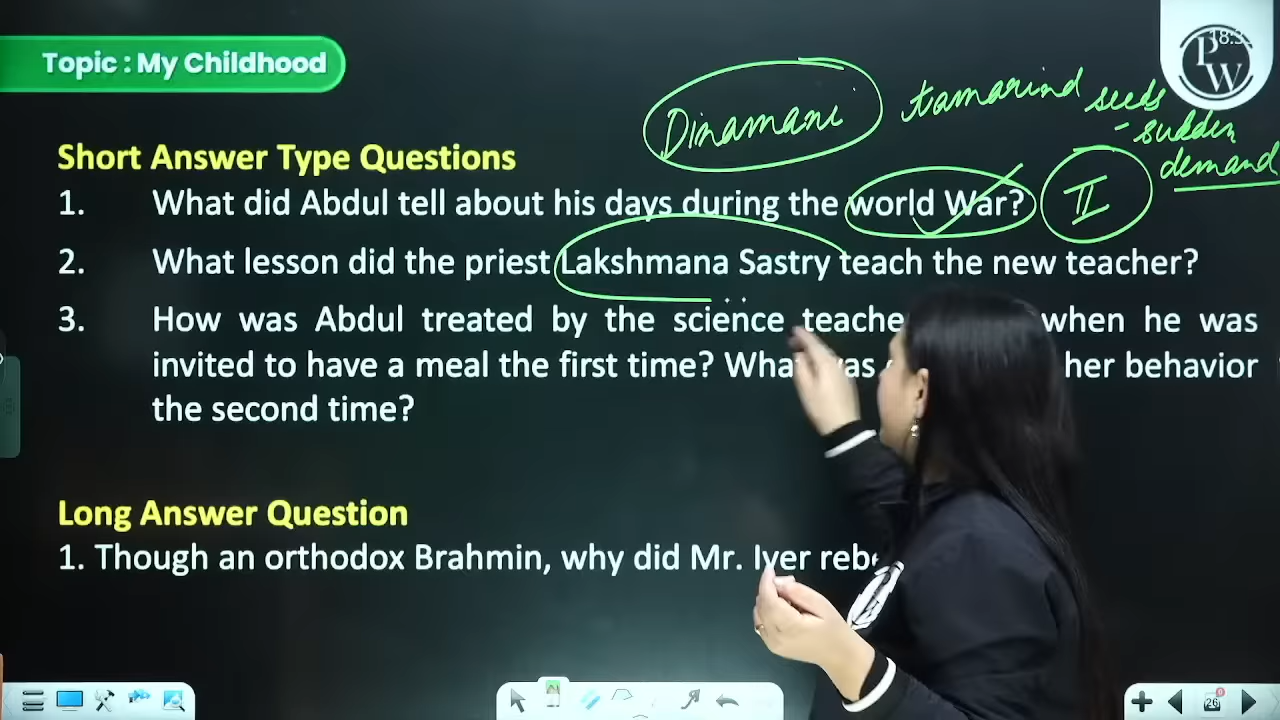 Topic : My Childhood
PW
Dinamani
tamarind seeds
- sudden
demand
Short Answer Type Questions
1. What did Abdul tell about his days during the world War? II
2. What lesson did the priest Lakshmana Sastry teach the new teacher?
3. How was Abdul treated by the science when he was
invited to have a meal the first time? her behavior
the second time?
Long Answer Question
1. Though an orthodox Brahmin, why did Mr. Iyer
26